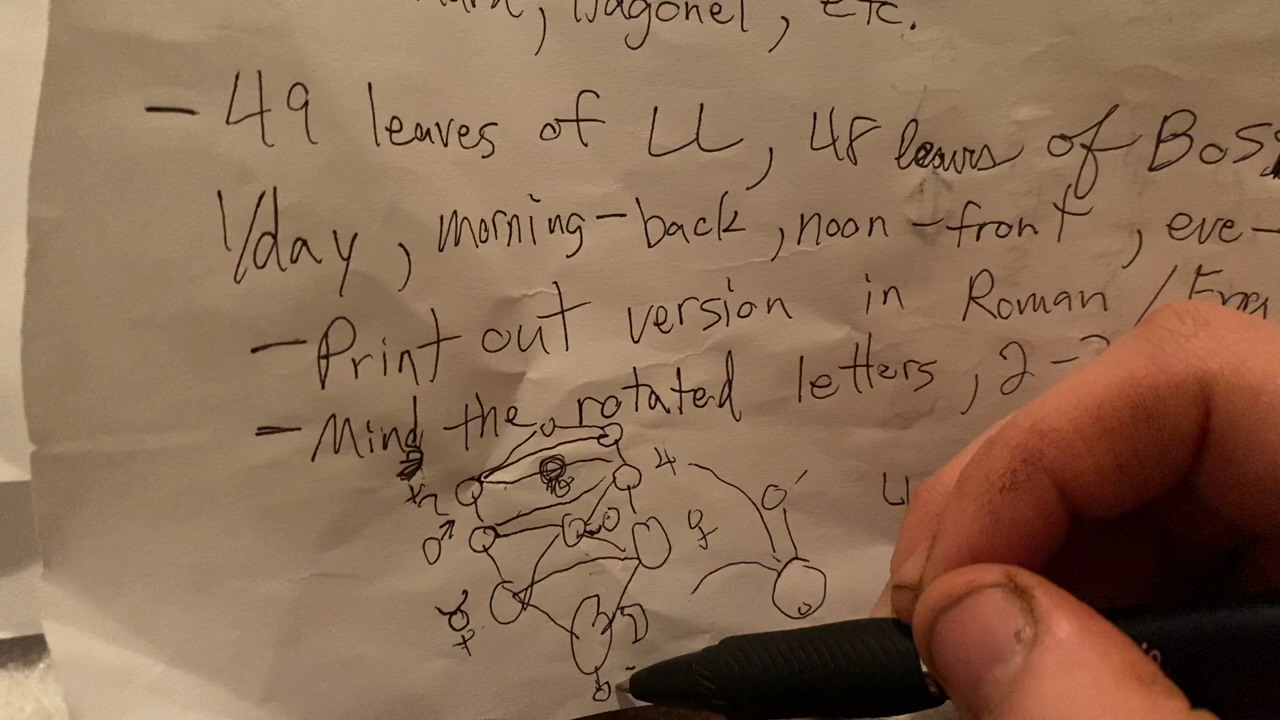 , Wagonel, etc.
- 49 leaves of LL, 48 leaves of BoS
1/day, morning-back, noon-front, eve-
- Print out version in Roman /
- Mind the rotated letters, 2-